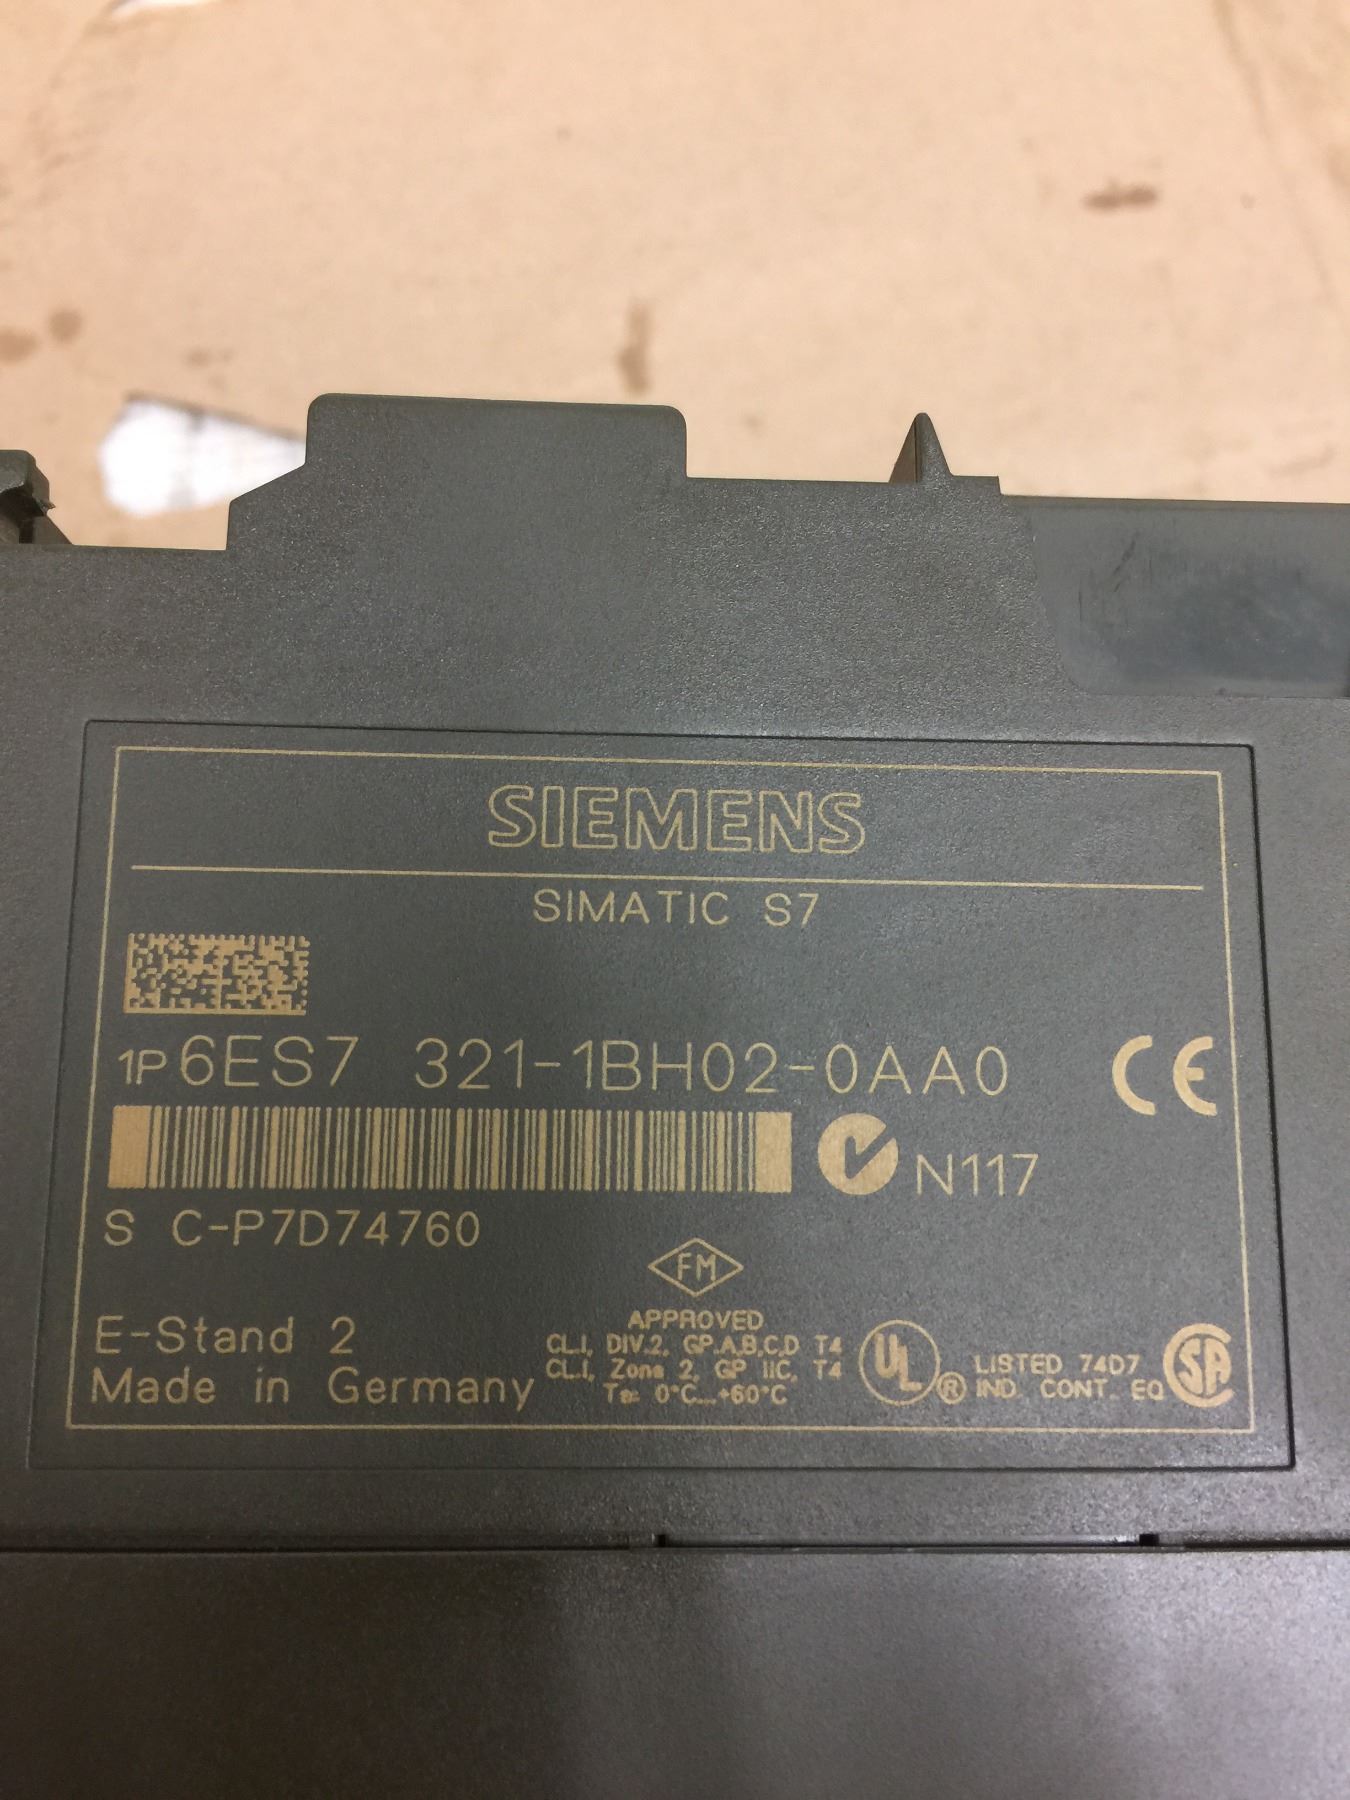 SIEMENS
SIMATIC S7
1P 6ES7 321-1BH02-0AA0
CE
N117
S C-P7D74760
FM
APPROVED
CL.I, DIV.2, GP.A,B,C,D T4
CL.I, Zone 2, GP IIC, T4
Ta: 0°C...+60°C
E-Stand 2
Made in Germany
UL ®
LISTED 74D7
IND. CONT. EQ
SA